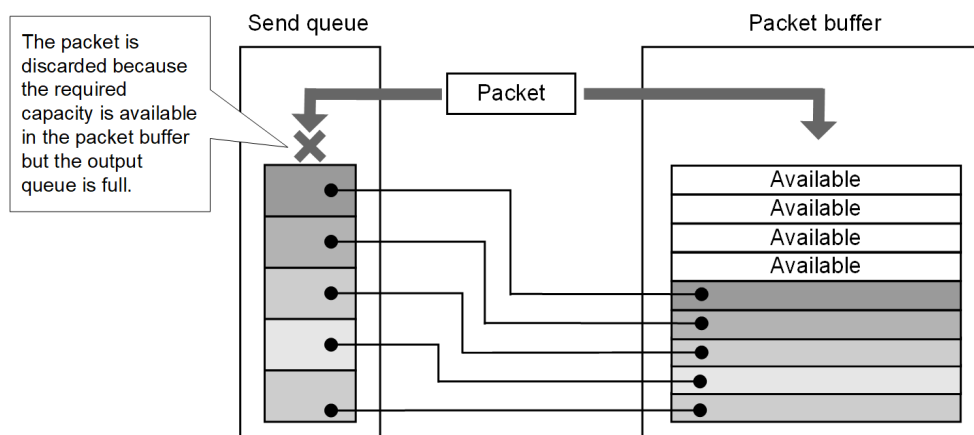 Send queue
Packet buffer
The packet is
discarded because
the required
capacity is available
in the packet buffer
but the output
queue is full.
Packet
Available
Available
Available
Available